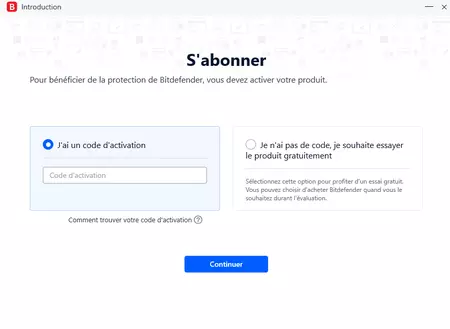 B Introduction
S'abonner
Pour bénéficier de la protection de Bitdefender, vous devez activer votre produit.
J'ai un code d'activation
Code d'activation
Comment trouver votre code d'activation ?
Je n'ai pas de code, je souhaite essayer
le produit gratuitement
Sélectionnez cette option pour profiter d'un essai gratuit.
Vous pouvez choisir d'acheter Bitdefender quand vous le
souhaitez durant l'évaluation.
Continuer